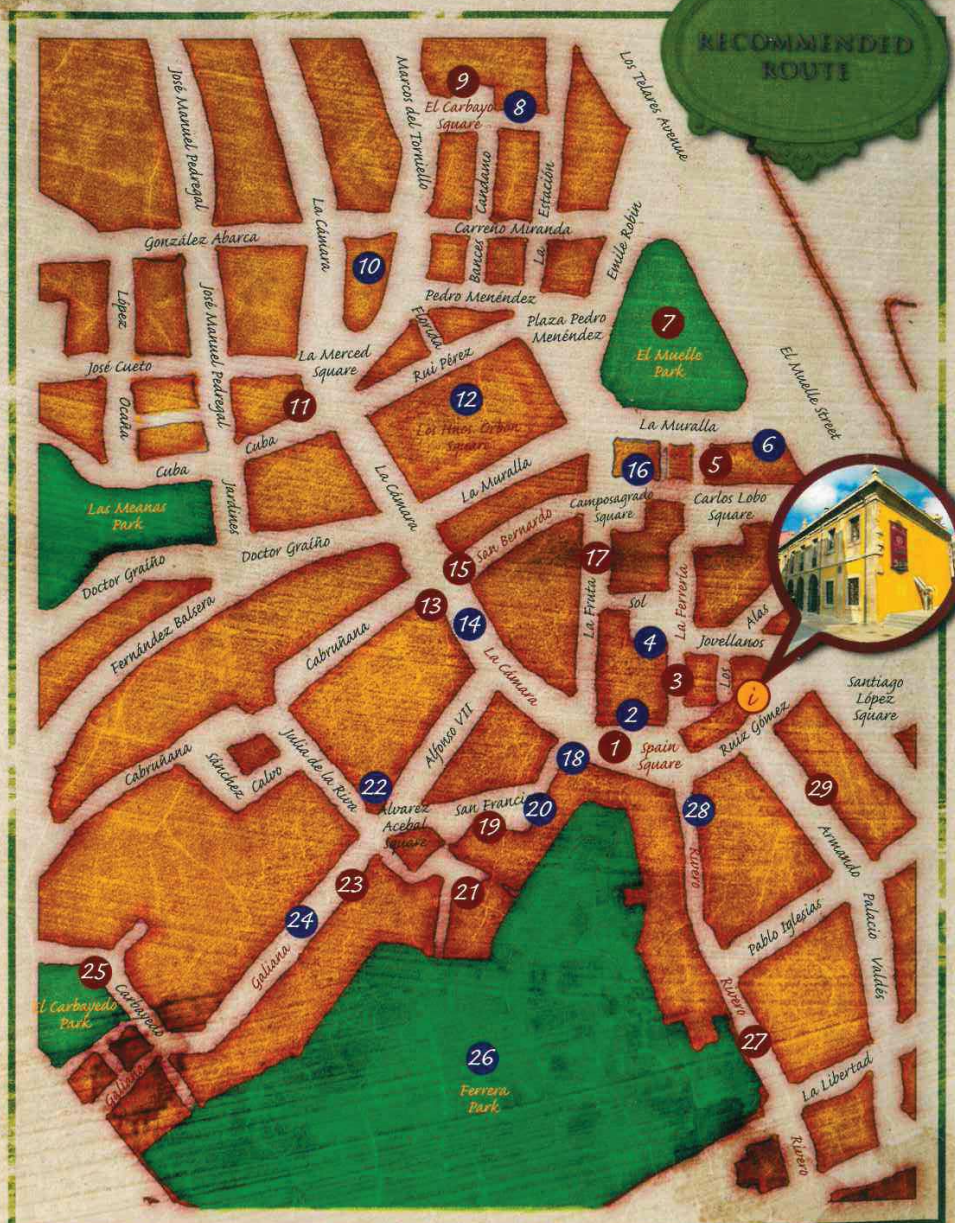 RECOMMENDED
ROUTE
José Manuel Pedregal
Marcos del Torniello
9
El Carbayo
Square
8
Los Telares Avenue
Candamo
Estación
La Cámara
González Abarca
Carreño Miranda
Bances
La
Emile Robin
10
López
José Manuel Pedregal
Pedro Menéndez
Florida
Plaza Pedro
Menéndez
7
El Muelle
Park
El Muelle Street
La Merced
Square
Rui Pérez
José Cueto
11
12
Los Hnos. Orbón
Square
Ocaña
Cuba
Cuba
La Muralla
6
5
16
La Cámara
La Muralla
Camposagrado
Square
Carlos Lobo
Square
Las Meanas
Park
Jardines
San Bernardo
Doctor Graiño
Doctor Graiño
15
17
Fernández Balsera
13
14
La Fruta
Sol
La Ferrería
Alas
Cabruñana
4
Jovellanos
La Cámara
3
Los
i
Santiago
López
Square
2
Ruiz Gómez
1
Spain
Square
Alfonso VII
18
Cabruñana
Sánchez
Calvo
Julia de la Riva
22
Alvarez
Acebal
Square
San Franci
20
19
28
29
Armando
23
21
Rivero
24
Galiana
Pablo Iglesias
Palacio
Valdés
25
El Carbayedo
Park
Carbayedo
Rivero
27
Galiana
26
Ferrera
Park
La Libertad
Rivero